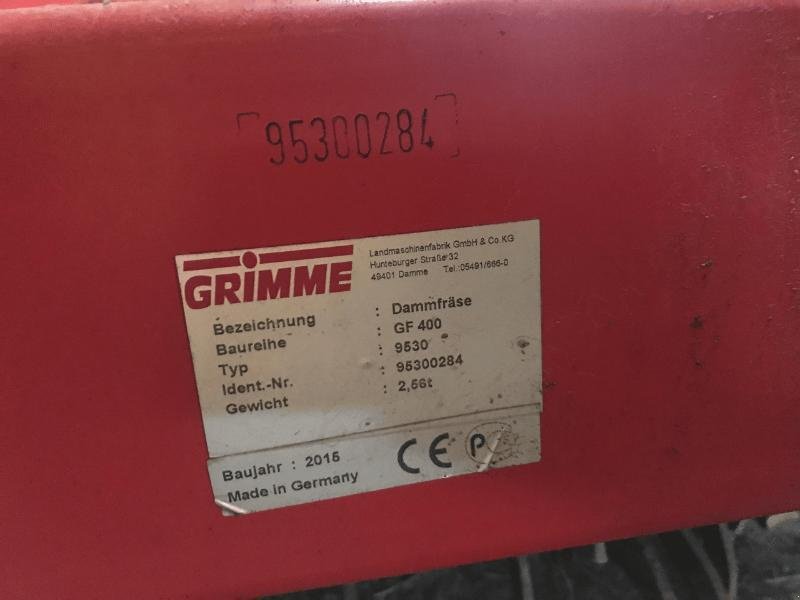 95300284
GRIMME
Landmaschinenfabrik GmbH & Co.KG
Hunteburger Straße 32
49401 Damme Tel.:05491/666-0
Bezeichnung : Dammfräse
Baureihe : GF 400
Typ : 9530
Ident.-Nr. : 95300284
Gewicht : 2,56t
Baujahr : 2015
Made in Germany
CE P